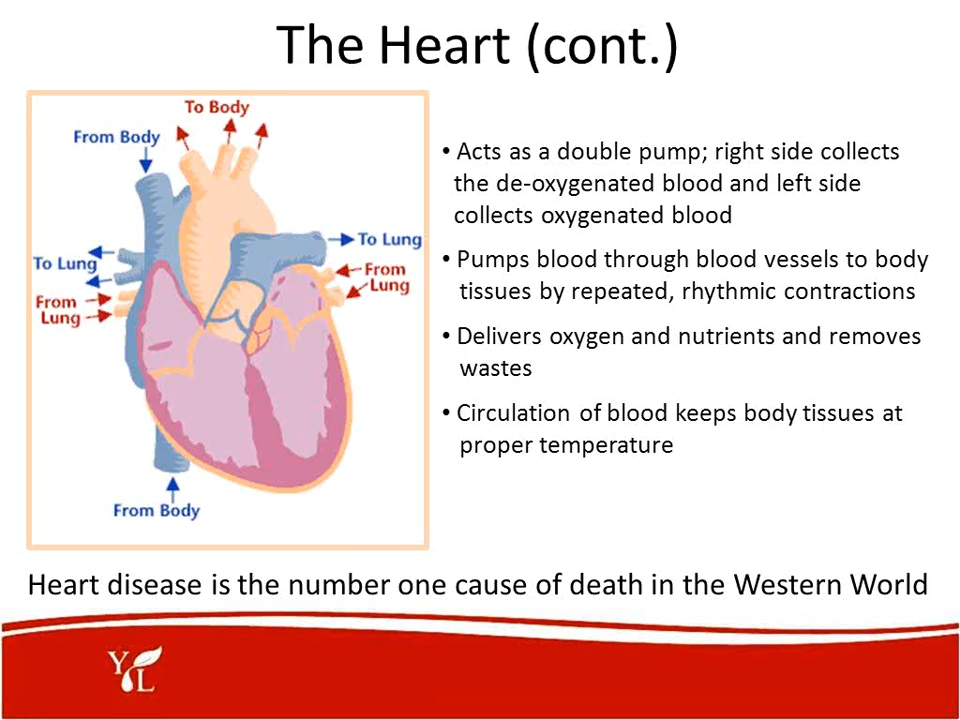 The Heart (cont.)
To Body
From Body
To Lung
To Lung
From
Lung
From
Lung
From Body
• Acts as a double pump; right side collects
the de-oxygenated blood and left side
collects oxygenated blood
• Pumps blood through blood vessels to body
tissues by repeated, rhythmic contractions
• Delivers oxygen and nutrients and removes
wastes
• Circulation of blood keeps body tissues at
proper temperature
Heart disease is the number one cause of death in the Western World
YL